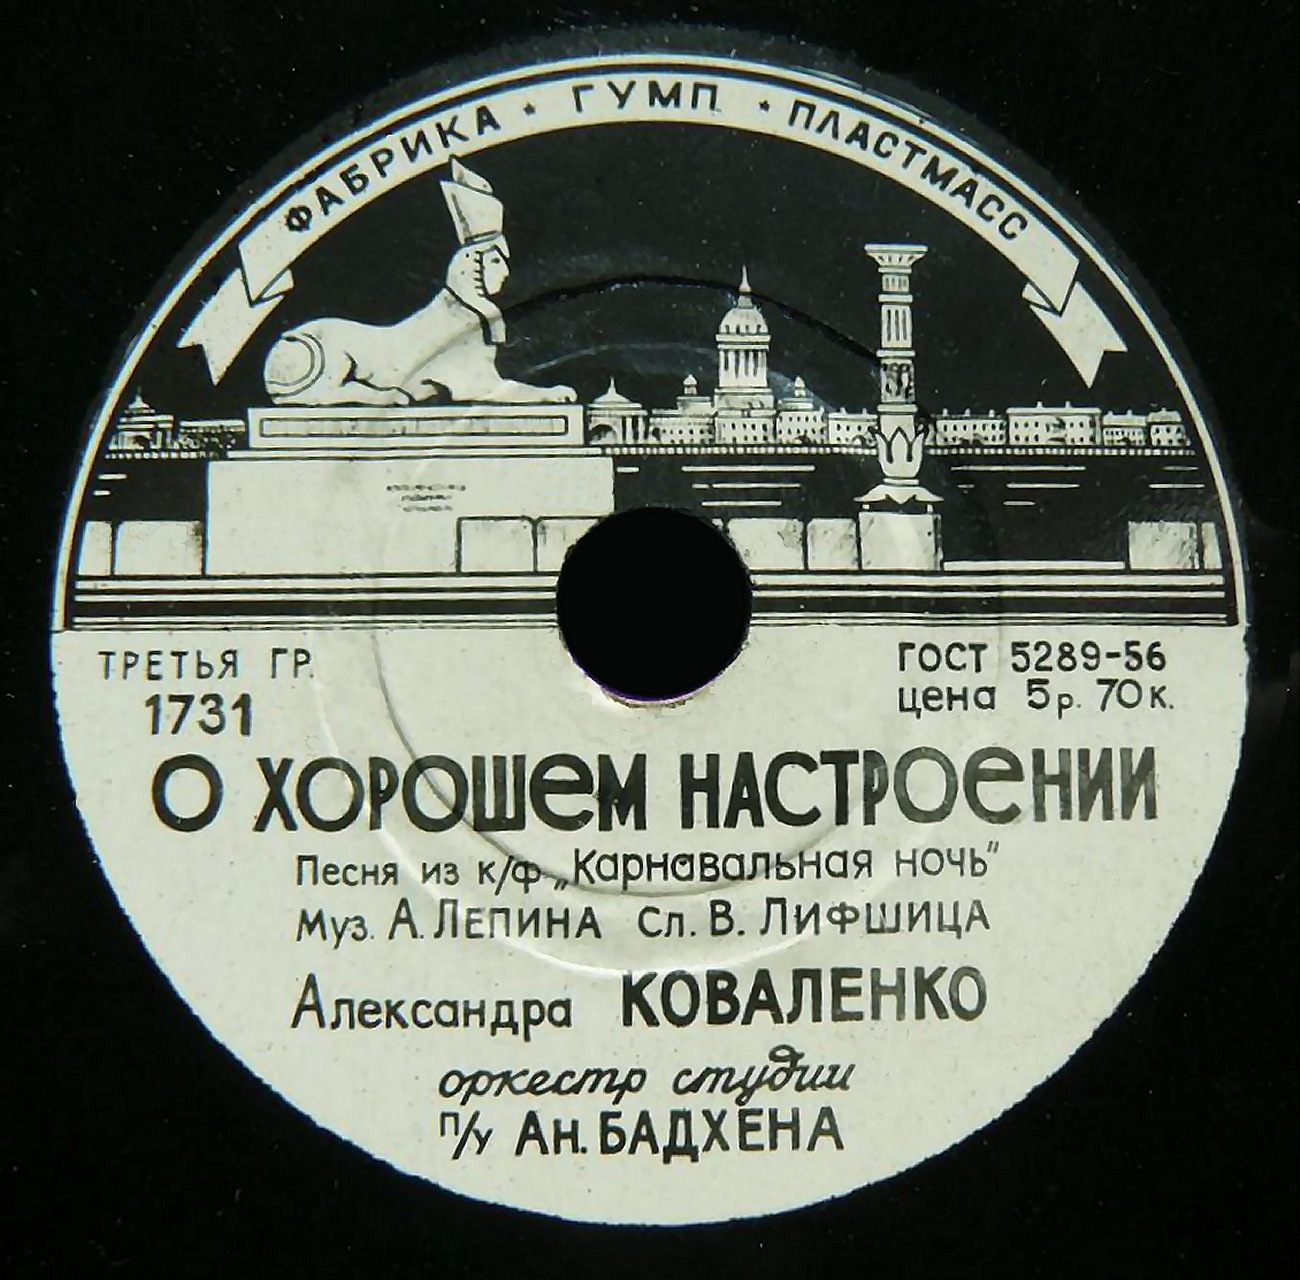 ФАБРИКА ★ ГУМП ★ ПЛАСТМАСС
ТРЕТЬЯ ГР.
1731
ГОСТ 5289-56
цена 5р. 70к.
О ХОРОШЕМ НАСТРОЕНИИ
Песня из к/ф „Карнавальная ночь"
Муз. А. ЛЕПИНА Сл. В. ЛИФШИЦА
Александра КОВАЛЕНКО
оркестр студии
п/у Ан. БАДХЕНА